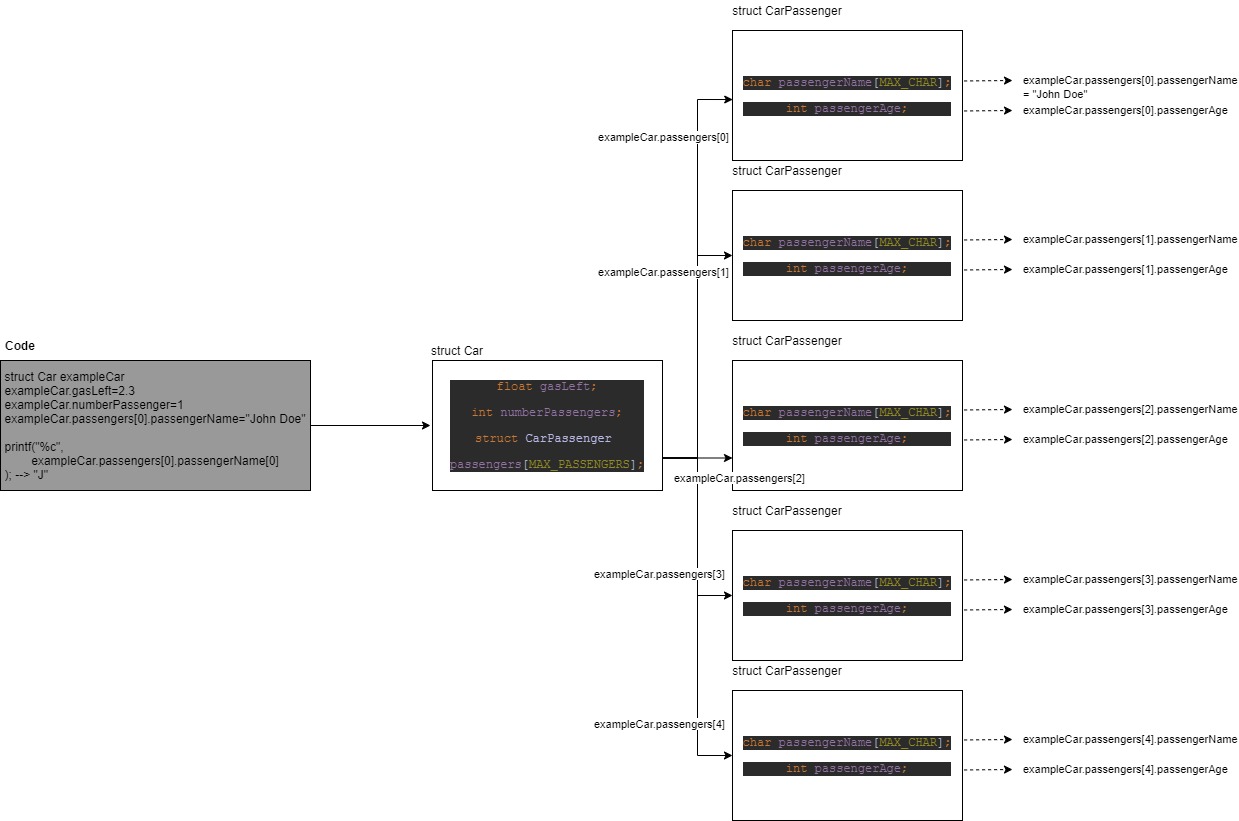 Code
struct Car exampleCar
exampleCar.gasLeft=2.3
exampleCar.numberPassenger=1
exampleCar.passengers[0].passengerName="John Doe"
printf("%c",
exampleCar.passengers[0].passengerName[0]
); --> "J"
struct Car
float gasLeft;
int numberPassengers;
struct CarPassenger
passengers[MAX_PASSENGERS];
exampleCar.passengers[0]
exampleCar.passengers[1]
exampleCar.passengers[2]
exampleCar.passengers[3]
exampleCar.passengers[4]
struct CarPassenger
char passengerName[MAX_CHAR];
int passengerAge;
exampleCar.passengers[0].passengerName
= "John Doe"
exampleCar.passengers[0].passengerAge
struct CarPassenger
char passengerName[MAX_CHAR];
int passengerAge;
exampleCar.passengers[1].passengerName
exampleCar.passengers[1].passengerAge
struct CarPassenger
char passengerName[MAX_CHAR];
int passengerAge;
exampleCar.passengers[2].passengerName
exampleCar.passengers[2].passengerAge
struct CarPassenger
char passengerName[MAX_CHAR];
int passengerAge;
exampleCar.passengers[3].passengerName
exampleCar.passengers[3].passengerAge
struct CarPassenger
char passengerName[MAX_CHAR];
int passengerAge;
exampleCar.passengers[4].passengerName
exampleCar.passengers[4].passengerAge